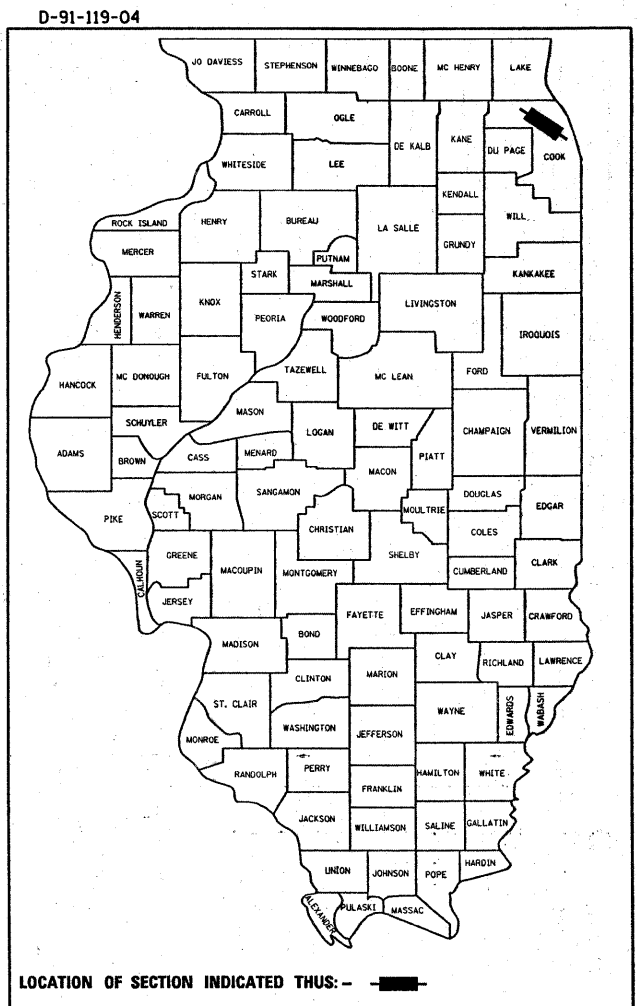 D-91-119-04
JO DAVIESS STEPHENSON WINNEBAGO BOONE MC HENRY LAKE
CARROLL OGLE
DE KALB KANE DU PAGE COOK
WHITESIDE LEE
KENDALL
ROCK ISLAND HENRY BUREAU LA SALLE WILL
MERCER PUTNAM GRUNDY
STARK MARSHALL KANKAKEE
HENDERSON WARREN KNOX PEORIA WOODFORD LIVINGSTON IROQUOIS
HANCOCK MC DONOUGH FULTON TAZEWELL MC LEAN FORD
MASON
SCHUYLER LOGAN DE WITT CHAMPAIGN VERMILION
ADAMS BROWN CASS MENARD MACON PIATT
MORGAN SANGAMON DOUGLAS EDGAR
PIKE SCOTT CHRISTIAN MOULTRIE COLES
GREENE MACOUPIN MONTGOMERY SHELBY CUMBERLAND CLARK
CALHOUN JERSEY
FAYETTE EFFINGHAM JASPER CRAWFORD
MADISON BOND
CLAY RICHLAND LAWRENCE
CLINTON MARION
ST. CLAIR WAYNE EDWARDS WABASH
WASHINGTON JEFFERSON
MONROE
RANDOLPH PERRY HAMILTON WHITE
FRANKLIN
JACKSON WILLIAMSON SALINE GALLATIN
UNION JOHNSON POPE HARDIN
ALEXANDER PULASKI MASSAC
LOCATION OF SECTION INDICATED THUS: -